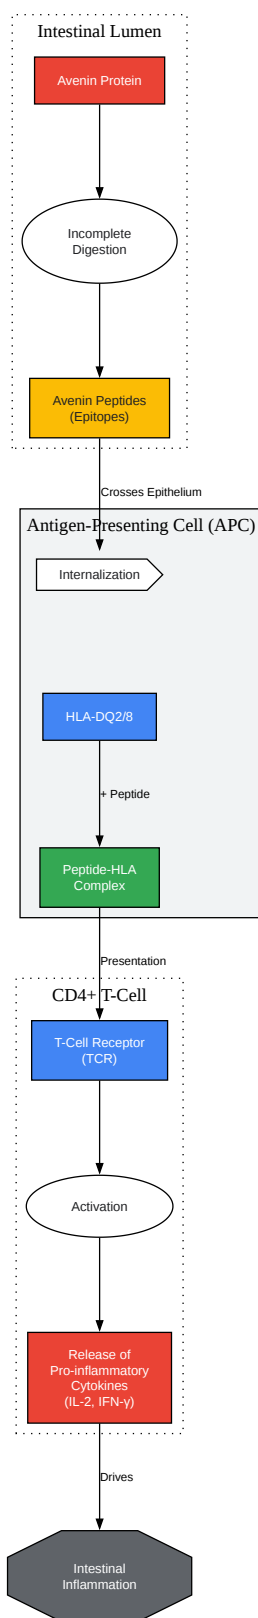 Intestinal Lumen
Avenin Protein
Incomplete
Digestion
Avenin Peptides
(Epitopes)
Crosses Epithelium
Antigen-Presenting Cell (APC)
Internalization
HLA-DQ2/8
+ Peptide
Peptide-HLA
Complex
Presentation
CD4+ T-Cell
T-Cell Receptor
(TCR)
Activation
Release of
Pro-inflammatory
Cytokines
(IL-2, IFN-γ)
Drives
Intestinal
Inflammation